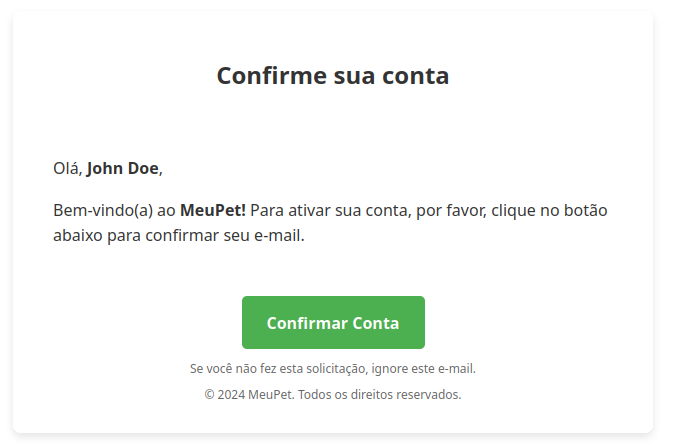 Confirme sua conta
Olá, John Doe,
Bem-vindo(a) ao MeuPet! Para ativar sua conta, por favor, clique no botão
abaixo para confirmar seu e-mail.
Confirmar Conta
Se você não fez esta solicitação, ignore este e-mail.
© 2024 MeuPet. Todos os direitos reservados.